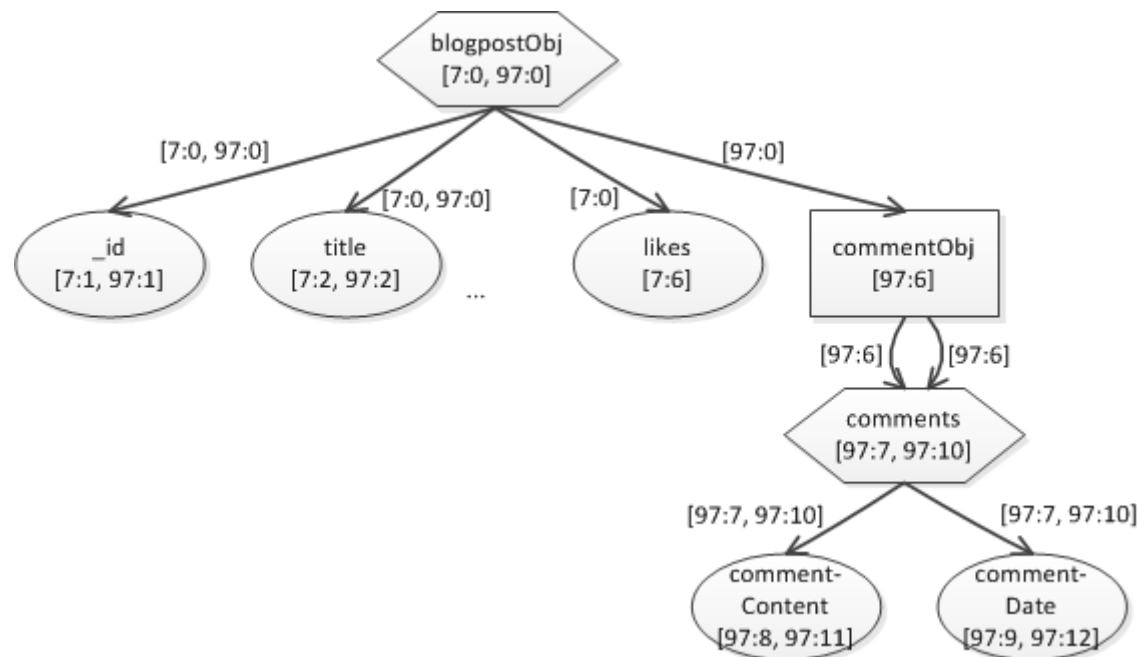 blogpostObj
[7:0, 97:0]
[7:0, 97:0]
[7:0, 97:0]
[7:0]
[97:0]
_id
[7:1, 97:1]
title
[7:2, 97:2]
...
likes
[7:6]
commentObj
[97:6]
[97:6]
[97:6]
comments
[97:7, 97:10]
[97:7, 97:10]
[97:7, 97:10]
comment-
Content
[97:8, 97:11]
comment-
Date
[97:9, 97:12]